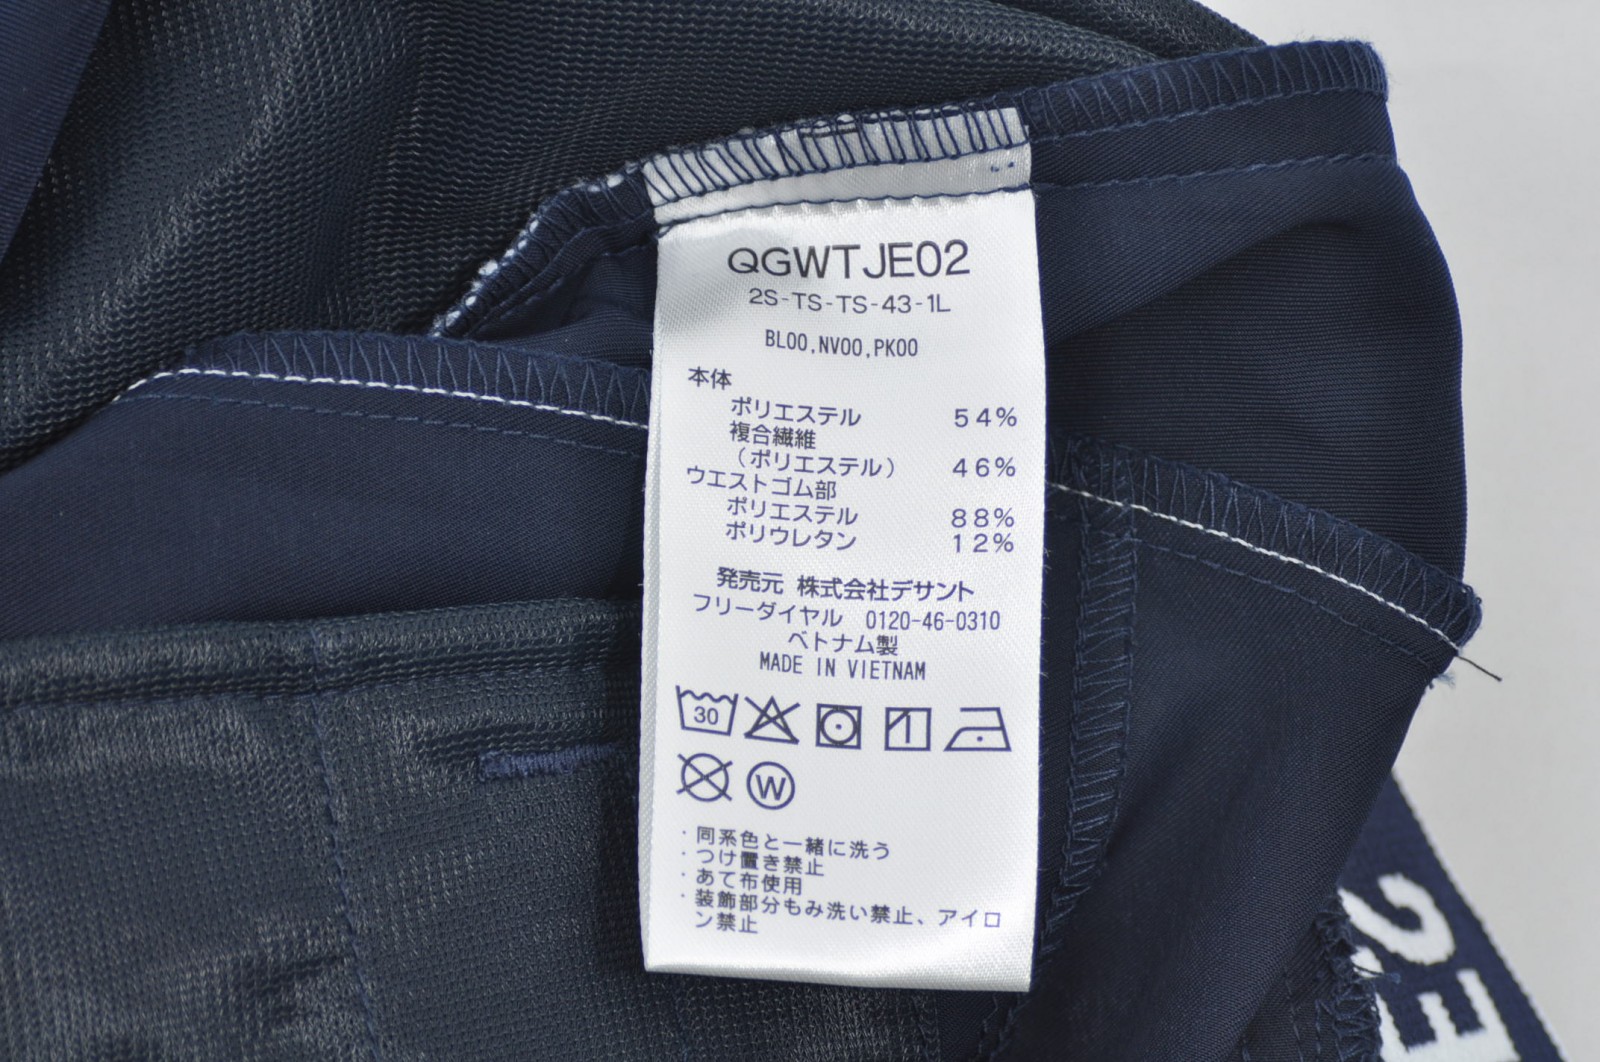 QGWTJE02
2S-TS-TS-43-1L
BL00,NV00,PK00
本体
ポリエステル 54%
複合繊維
(ポリエステル) 46%
ウエストゴム部
ポリエステル 88%
ポリウレタン 12%
発売元 株式会社デサント
フリーダイヤル 0120-46-0310
ベトナム製
MADE IN VIETNAM
30
W
・同系色と一緒に洗う
・つけ置き禁止
・あて布使用
・装飾部分もみ洗い禁止、アイロ
ン禁止